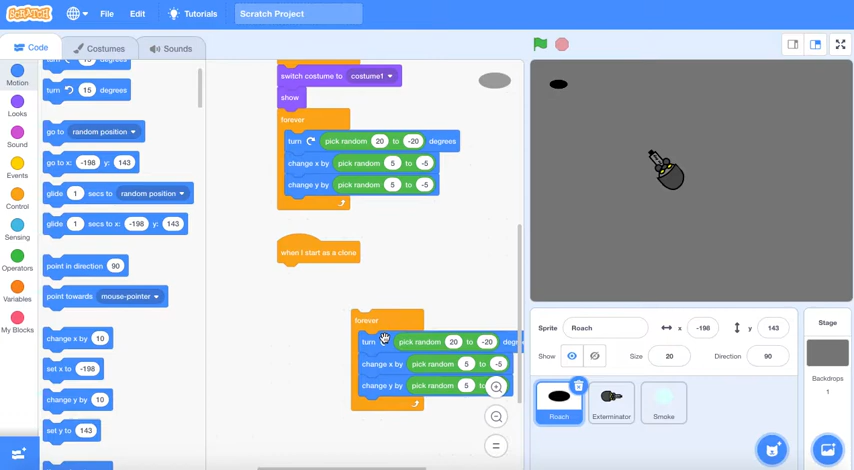 SCRATCH File Edit Tutorials Scratch Project
Code Costumes Sounds
Motion
Looks
Sound
Events
Control
Sensing
Operators
Variables
My Blocks
turn 15 degrees
turn 15 degrees
go to random position
go to x: -198 y: 143
glide 1 secs to random position
glide 1 secs to x: -198 y: 143
point in direction 90
point towards mouse-pointer
change x by 10
set x to -198
change y by 10
set y to 143
switch costume to costume1
show
forever
turn pick random 20 to -20 degrees
change x by pick random 5 to -5
change y by pick random 5 to -5
when I start as a clone
forever
turn pick random 20 to -20
change x by pick random 5 to -5
change y by pick random 5 to
Sprite Roach x -198 y 143
Show Size 20 Direction 90
Roach Exterminator Smoke
Stage
Backdrops
1